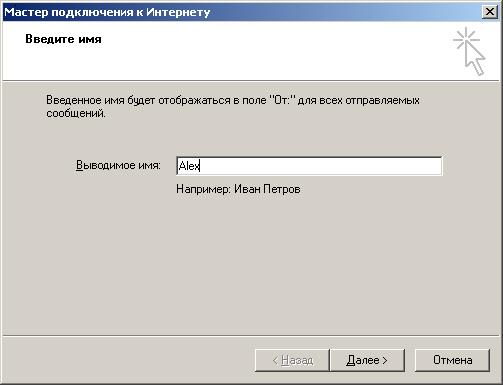 Мастер подключения к Интернету
Введите имя
Введенное имя будет отображаться в поле "От:" для всех отправляемых
сообщений.
Выводимое имя: Alex
Например: Иван Петров
< Назад Далее > Отмена